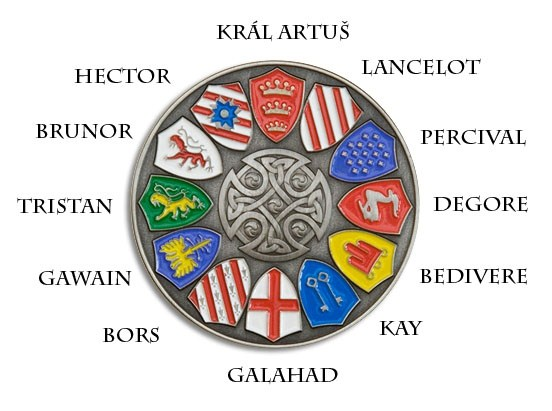 KRÁL ARTUŠ
HECTOR
LANCELOT
BRUNOR
PERCIVAL
TRISTAN
DEGORE
GAWAIN
BEDIVERE
BORS
KAY
GALAHAD